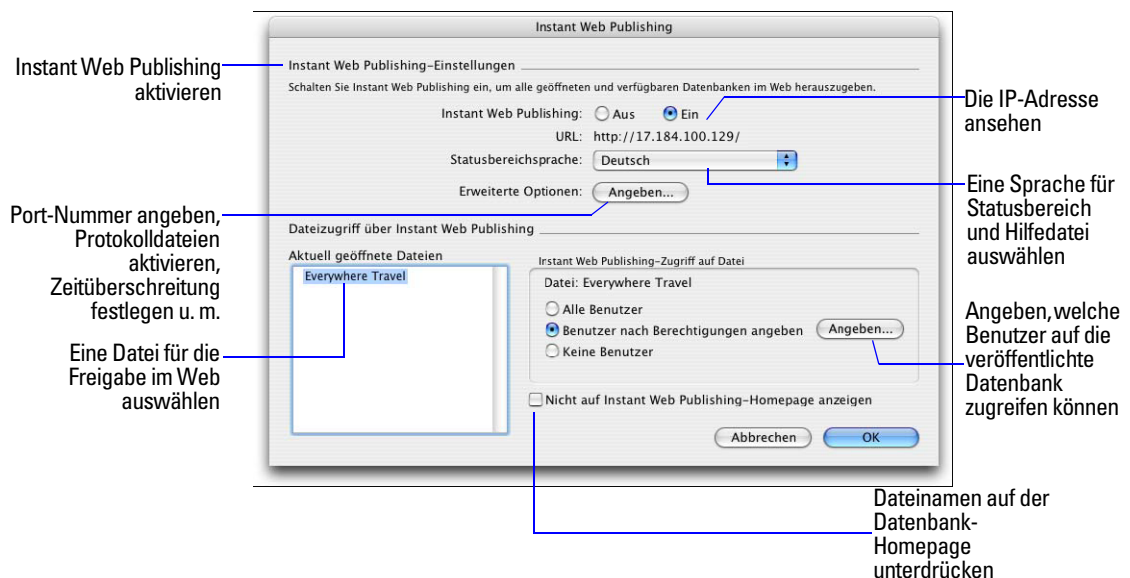 Instant Web Publishing
Instant Web Publishing
aktivieren
Instant Web Publishing-Einstellungen
Schalten Sie Instant Web Publishing ein, um alle geöffneten und verfügbaren Datenbanken im Web herauszugeben.
Instant Web Publishing: Aus Ein
Die IP-Adresse
ansehen
URL: http://17.184.100.129/
Statusbereichsprache: Deutsch
Eine Sprache für
Statusbereich
und Hilfedatei
auswählen
Erweiterte Optionen: Angeben...
Port-Nummer angeben,
Protokolldateien
aktivieren,
Zeitüberschreitung
festlegen u. m.
Dateizugriff über Instant Web Publishing
Aktuell geöffnete Dateien
Everywhere Travel
Instant Web Publishing-Zugriff auf Datei
Datei: Everywhere Travel
Alle Benutzer
Benutzer nach Berechtigungen angeben Angeben...
Keine Benutzer
Angeben, welche
Benutzer auf die
veröffentlichte
Datenbank
zugreifen können
Eine Datei für die
Freigabe im Web
auswählen
Nicht auf Instant Web Publishing-Homepage anzeigen
Abbrechen OK
Dateinamen auf der
Datenbank-
Homepage
unterdrücken